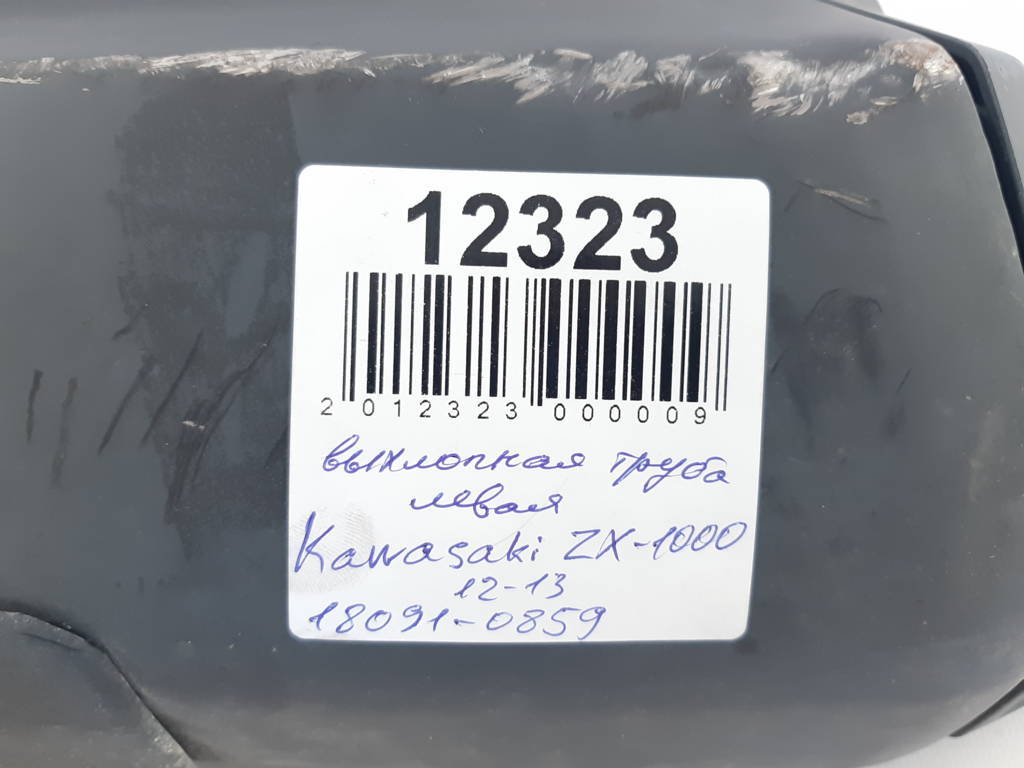 12323
2 012323 000009
выхлопная труба
левая
Kawasaki ZX-1000
12-13
18091-0859